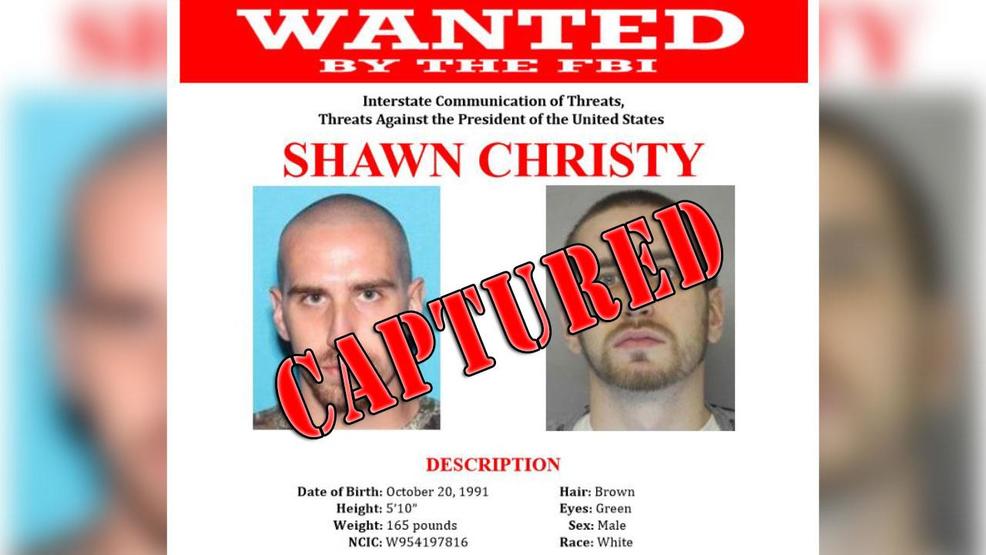 WANTED
BY THE FBI
Interstate Communication of Threats,
Threats Against the President of the United States
SHAWN CHRISTY
CAPTURED
DESCRIPTION
Date of Birth: October 20, 1991
Height: 5'10"
Weight: 165 pounds
NCIC: W954197816
Hair: Brown
Eyes: Green
Sex: Male
Race: White